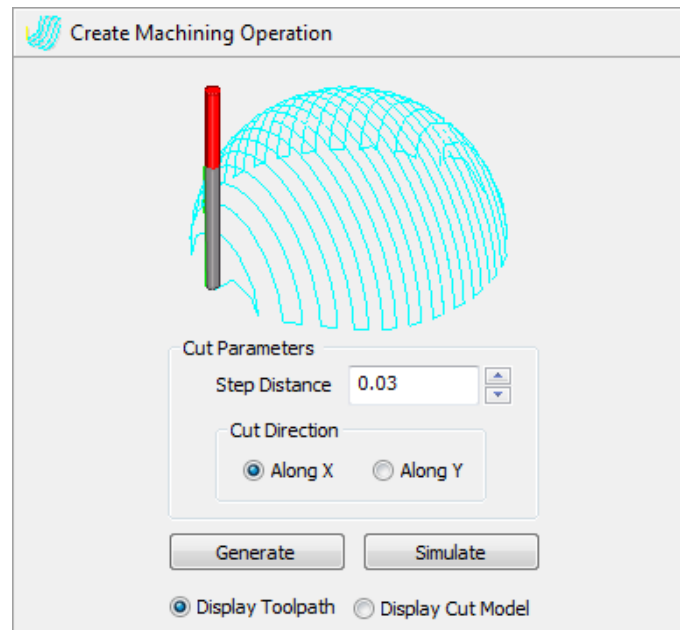 Create Machining Operation
Cut Parameters
Step Distance 0.03
Cut Direction
Along X Along Y
Generate Simulate
Display Toolpath Display Cut Model